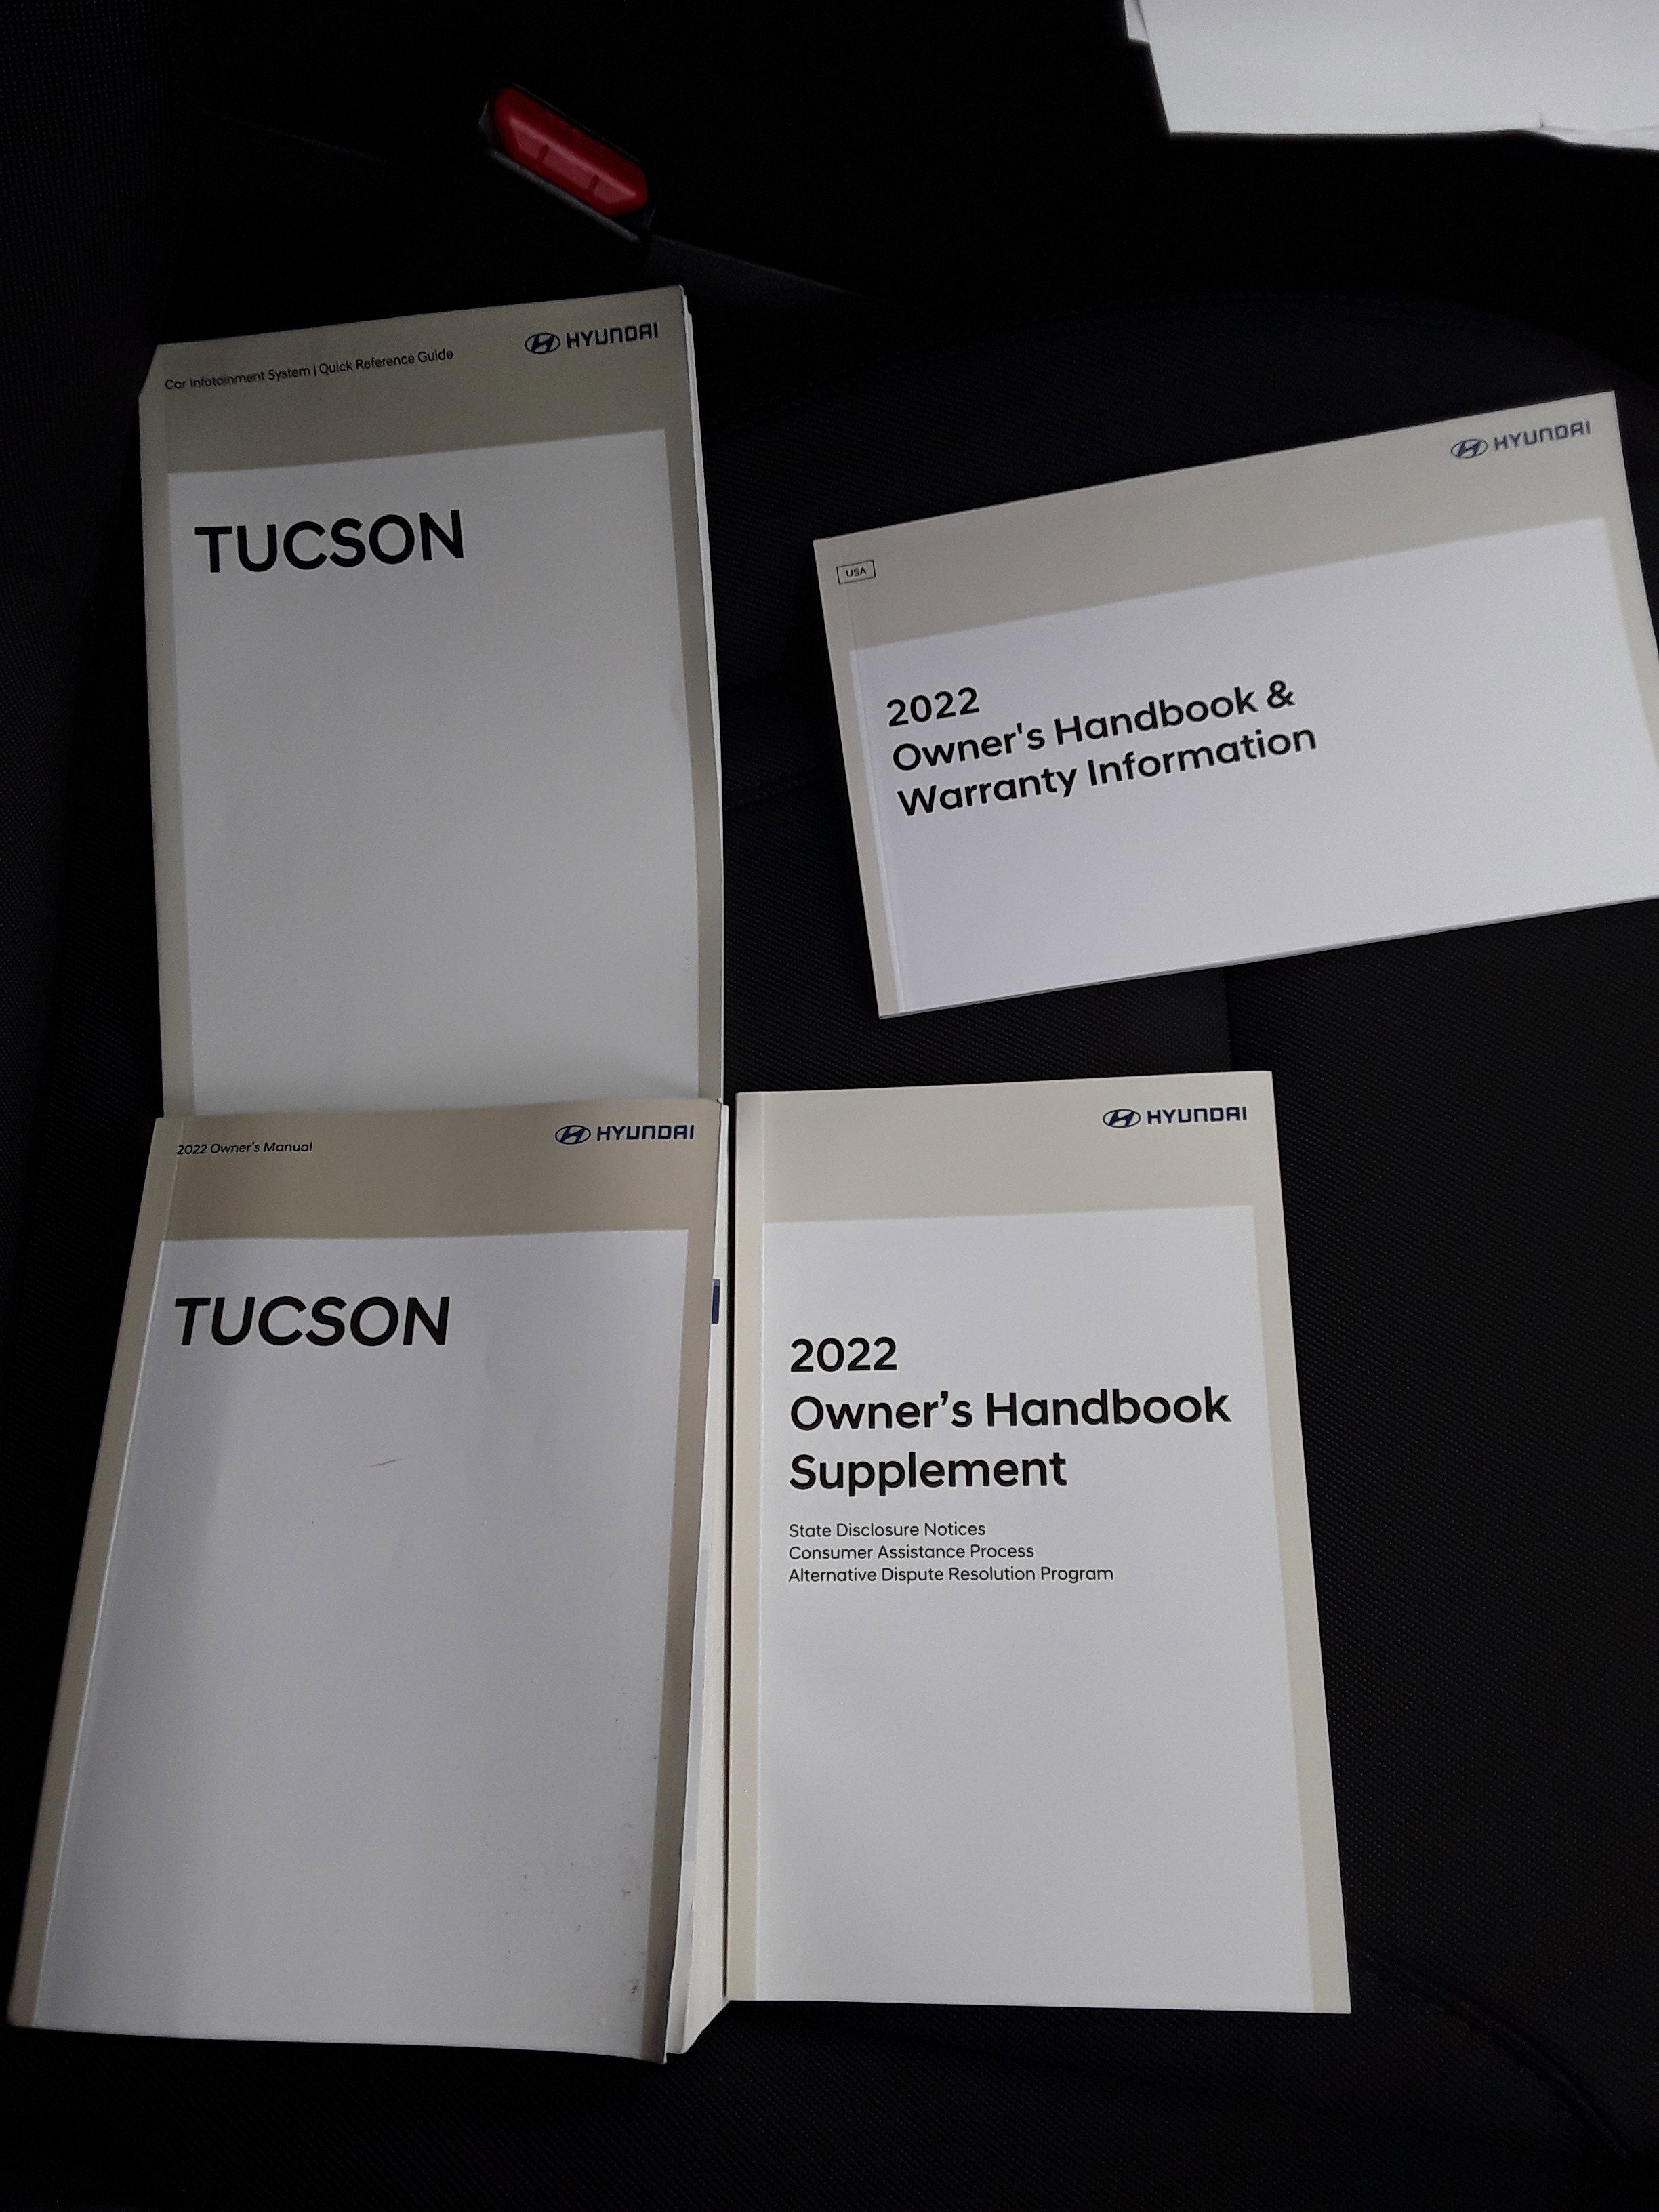 Car Infotainment System | Quick Reference Guide
HYUNDAI
TUCSON
HYUNDAI
USA
2022
Owner's Handbook &
Warranty Information
2022 Owner's Manual
HYUNDAI
TUCSON
HYUNDAI
2022
Owner's Handbook
Supplement
State Disclosure Notices
Consumer Assistance Process
Alternative Dispute Resolution Program